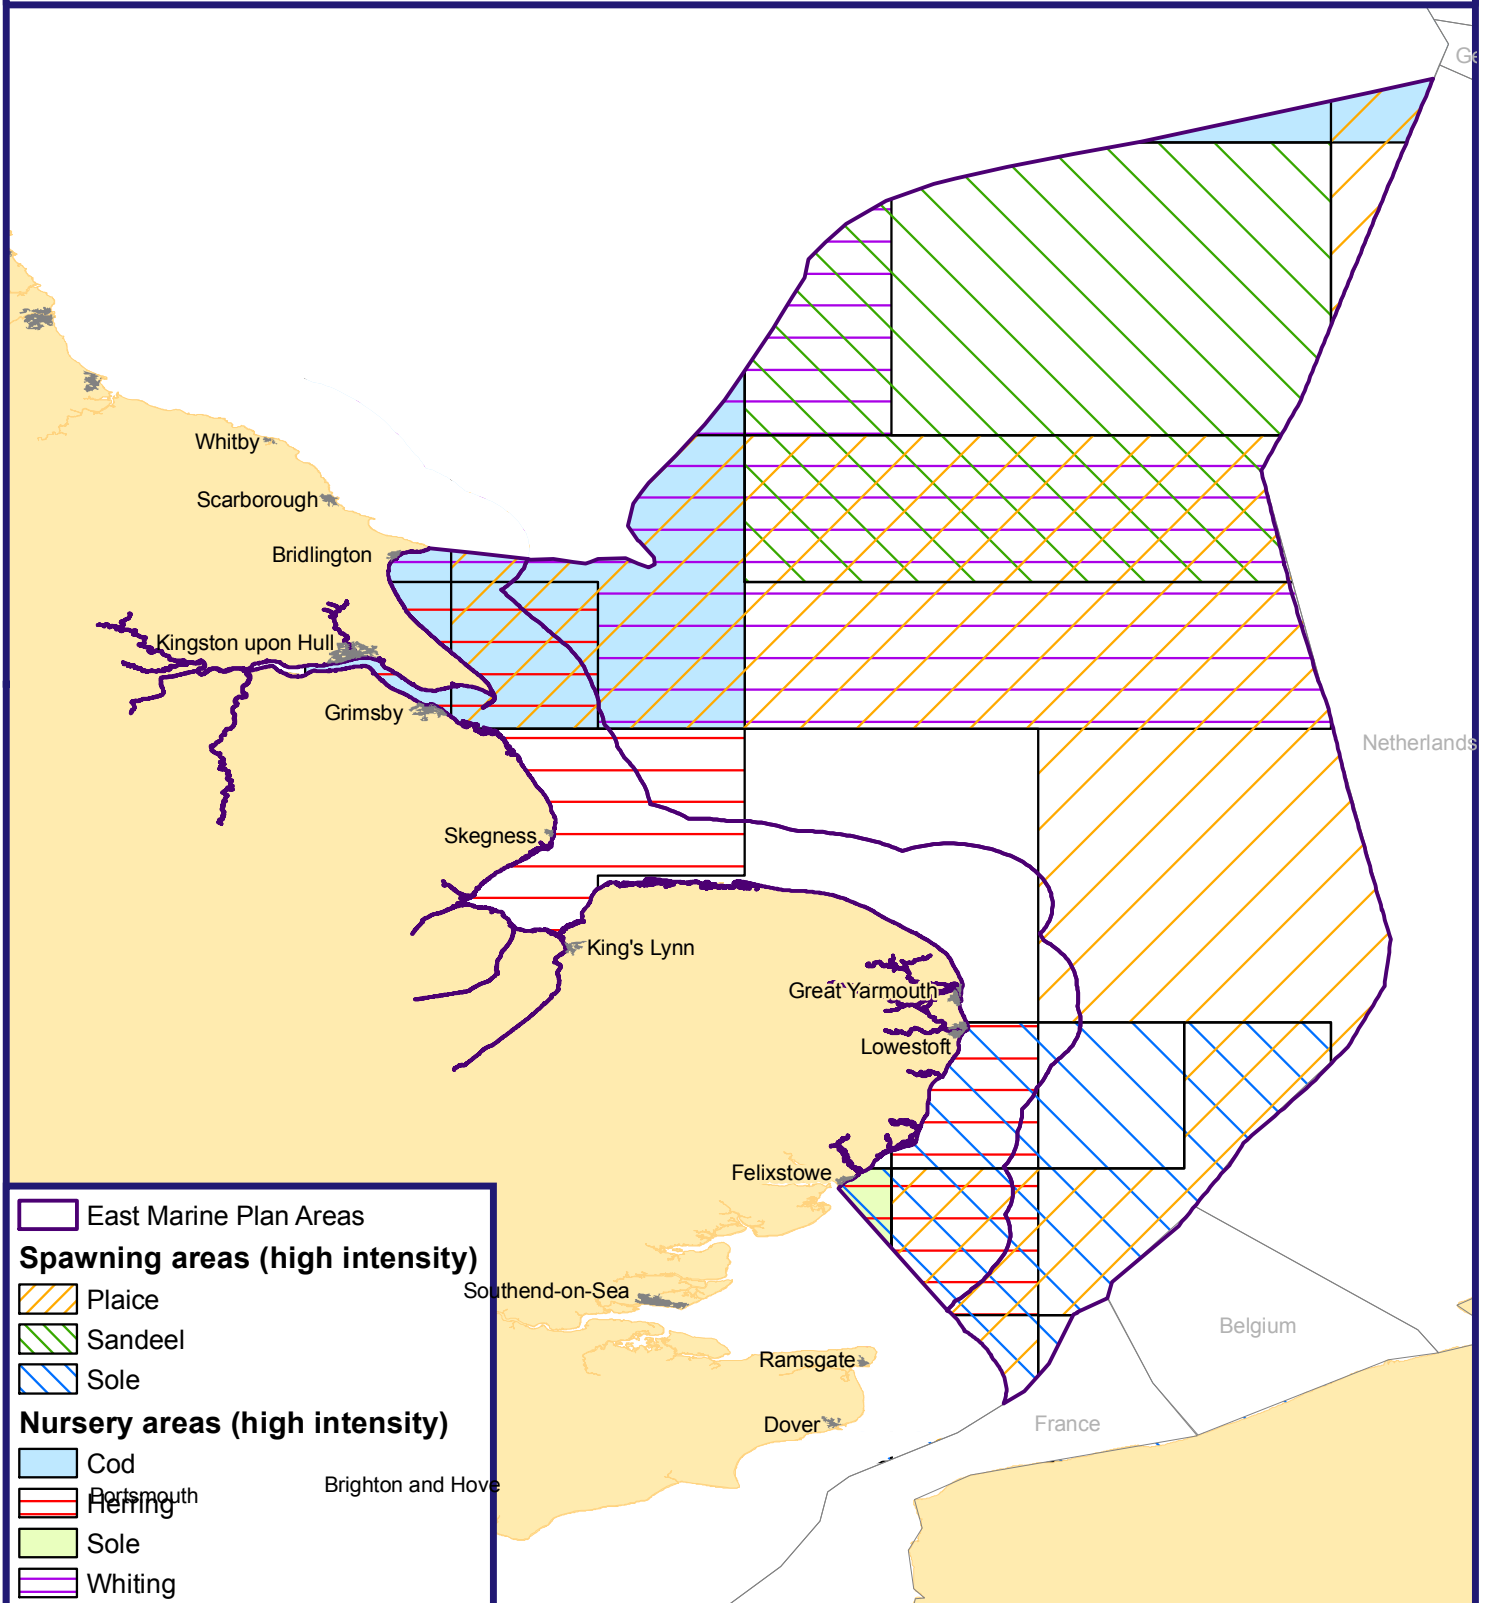 Ge
Whitby
Scarborough
Bridlington
Kingston upon Hull
Grimsby
Netherlands
Skegness
King's Lynn
Great Yarmouth
Lowestoft
Felixstowe
Southend-on-Sea
Belgium
Ramsgate
Dover
France
Brighton and Hove
Portsmouth
East Marine Plan Areas
Spawning areas (high intensity)
Plaice
Sandeel
Sole
Nursery areas (high intensity)
Cod
Herring
Sole
Whiting